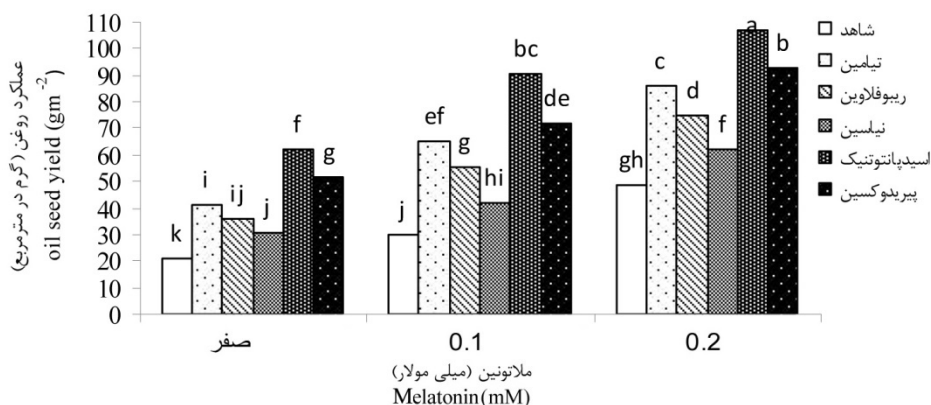 عملکرد روغن (گرم در مترمربع)
oil seed yield (gm⁻²)
110
100
90
80
70
60
50
40
30
20
10
0
k i ij j f g
j ef g hi bc de
gh c d f a b
صفر 0.1 0.2
ملاتونین (میلی مولار)
Melatonin(mM)
شاهد
تیامین
ریبوفلاوین
نیاسین
اسیدپانتوتنیک
پیریدوکسین